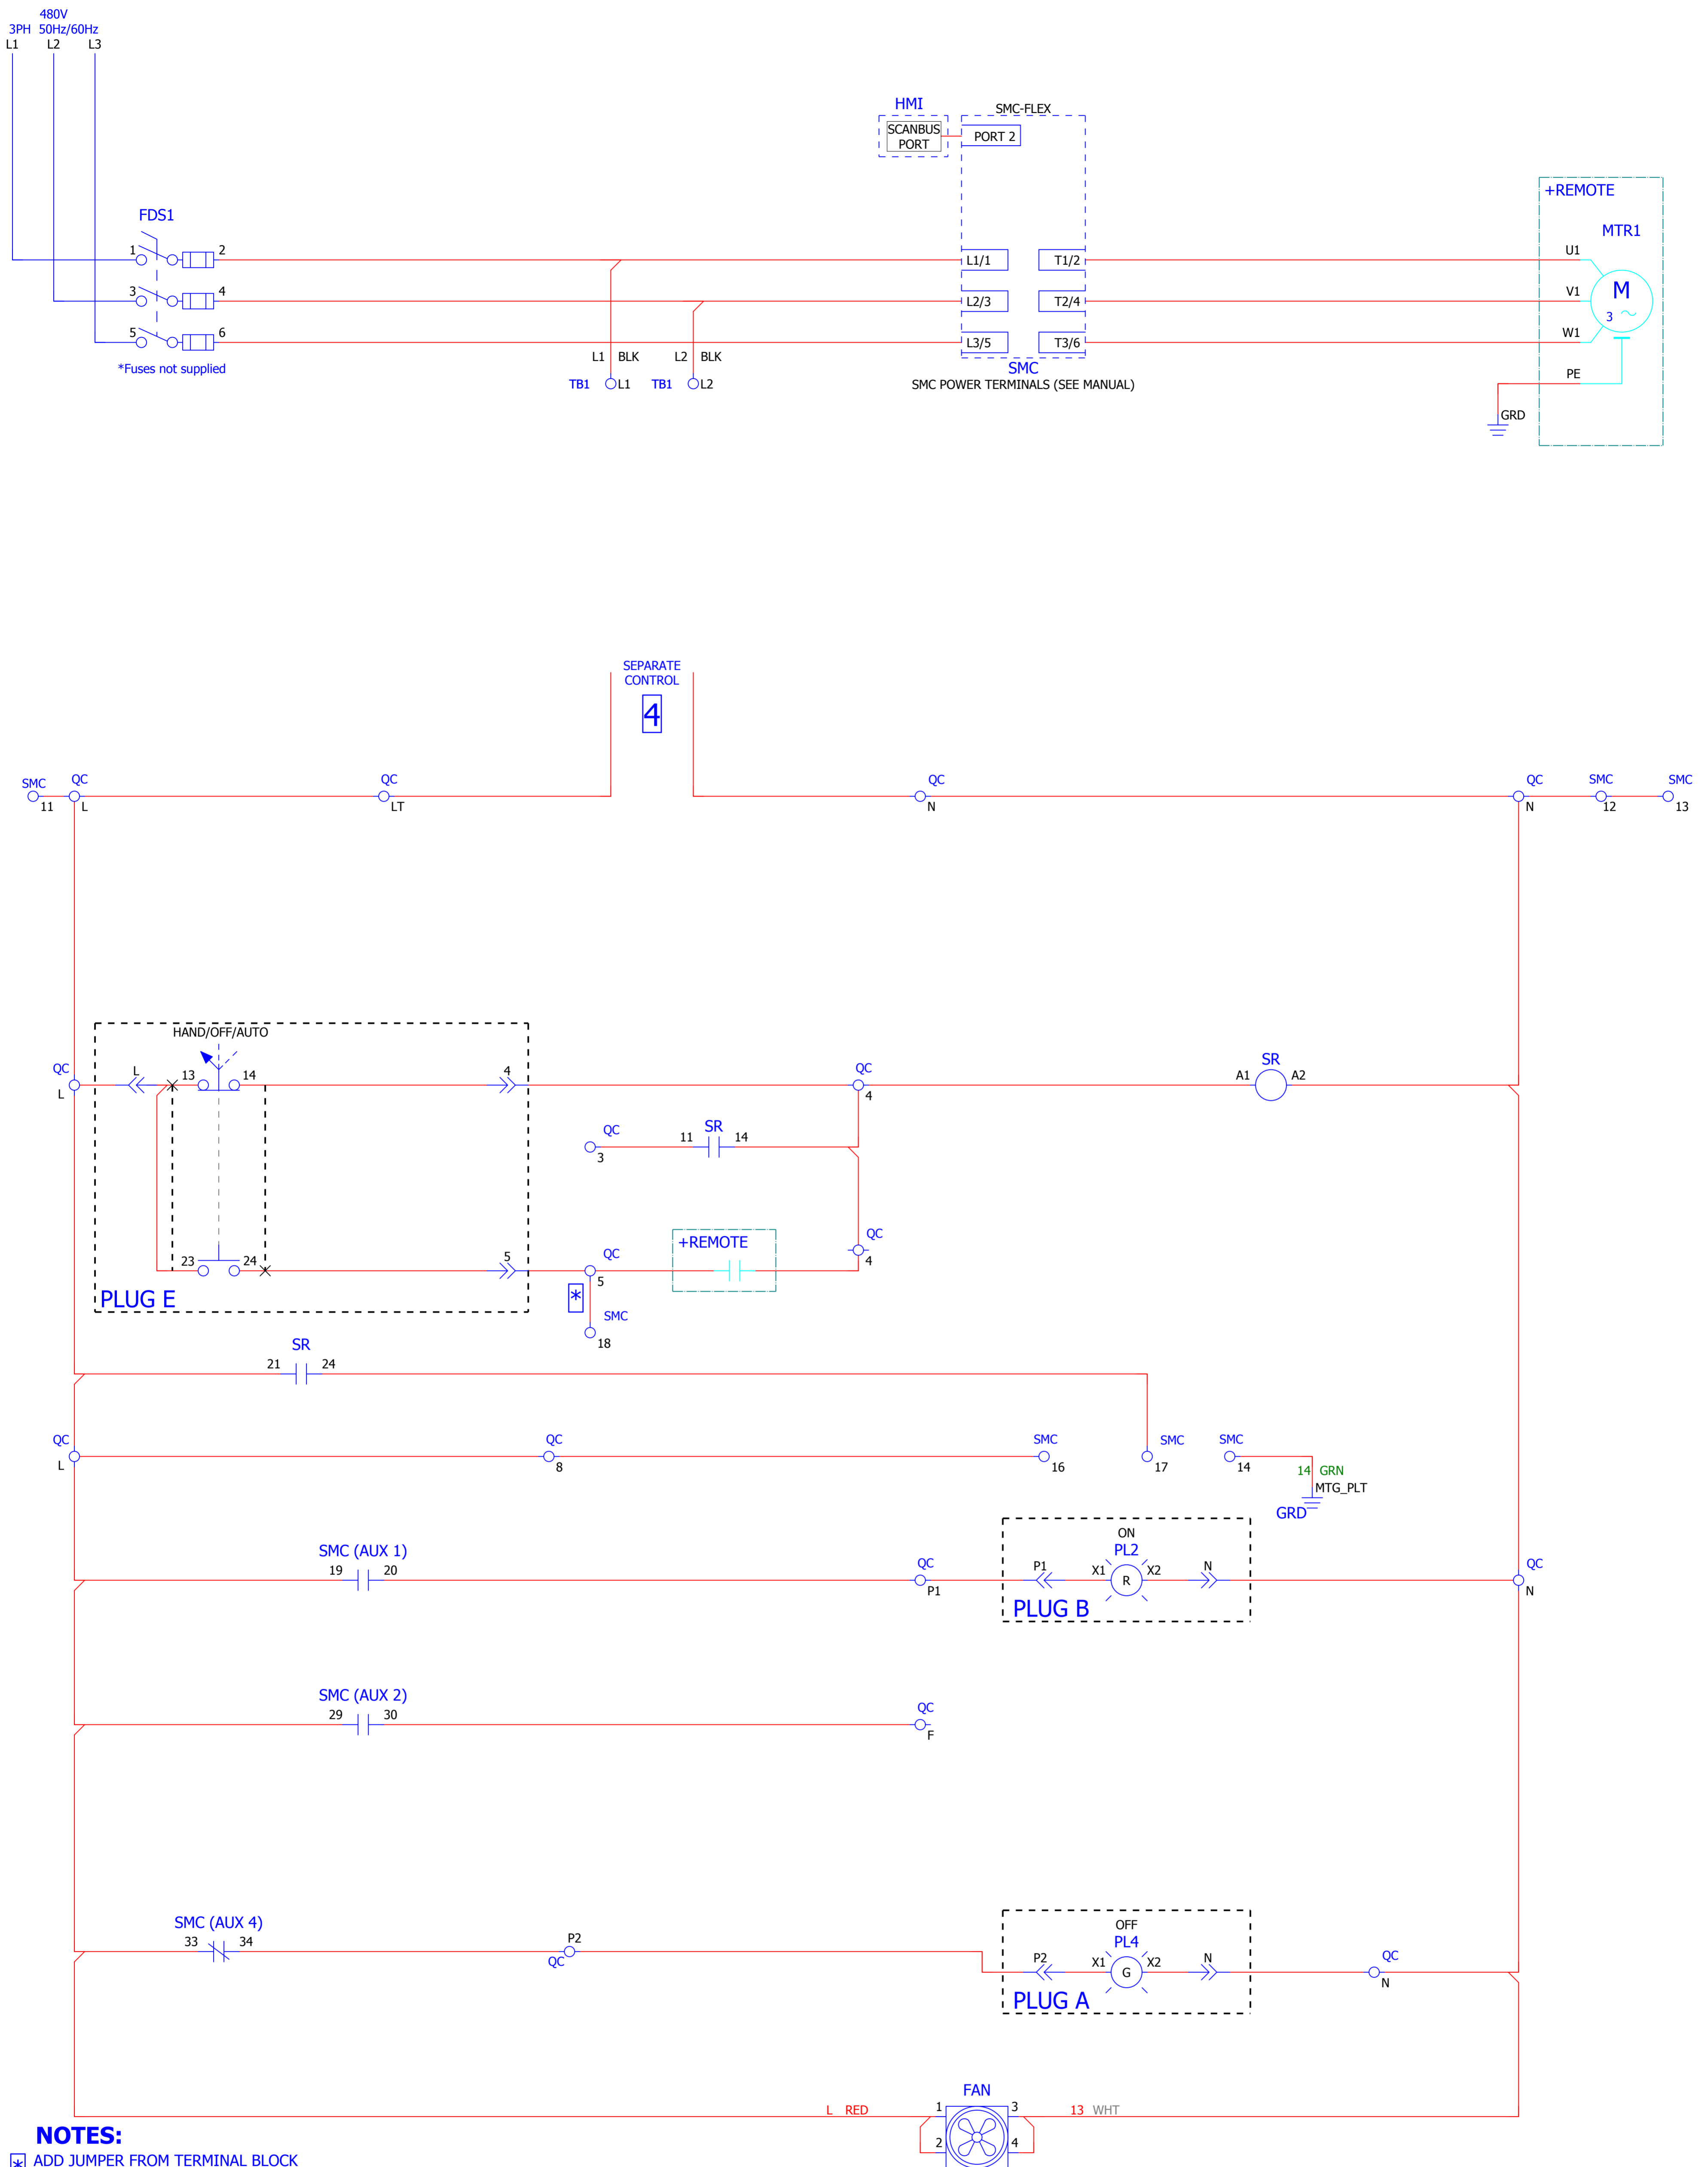 480V
3PH 50Hz/60Hz
L1 L2 L3
HMI
SMC-FLEX
SCANBUS
PORT
PORT 2
+REMOTE
FDS1
MTR1
1 2
L1/1 T1/2
U1
3 4
L2/3 T2/4
V1
M
3
5 6
L3/5 T3/6
W1
*Fuses not supplied
L1 BLK L2 BLK
SMC
TB1 L1 TB1 L2
SMC POWER TERMINALS (SEE MANUAL)
PE
GRD
SEPARATE
CONTROL
4
SMC QC QC QC QC SMC SMC
11 L LT N N 12 13
HAND/OFF/AUTO
QC L 13 14 4 QC SR
A1 A2
L 4
QC 11 SR 14
3
+REMOTE QC
23 24 5 QC 4
5
PLUG E
*
SMC
18
SR
21 24
QC QC SMC SMC SMC
L 8 16 17 14
14 GRN
MTG_PLT
GRD
ON
SMC (AUX 1)
PL2
19 20 QC P1 X1 R X2 N QC
P1 N
PLUG B
SMC (AUX 2)
29 30 QC
F
SMC (AUX 4)
OFF
33 34 P2
QC
PL4
P2 X1 G X2 N QC
N
PLUG A
FAN
L RED 1 3 13 WHT
2 4
NOTES:
* ADD JUMPER FROM TERMINAL BLOCK